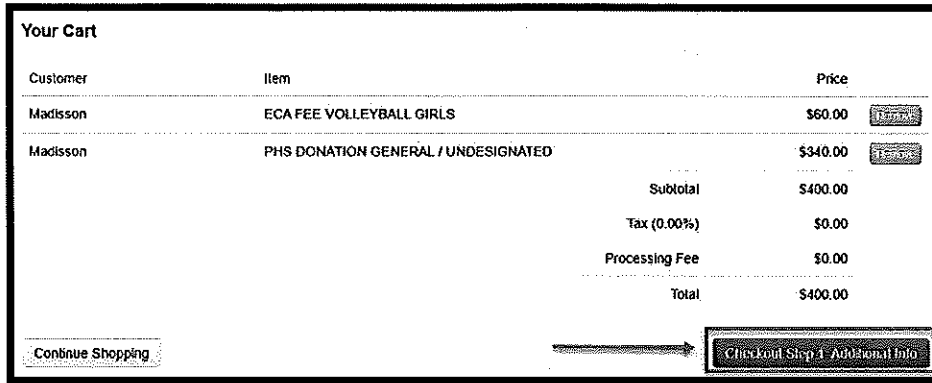 Your Cart
Customer Item Price
Madisson ECA FEE VOLLEYBALL GIRLS $60.00
Madisson PHS DONATION GENERAL / UNDESIGNATED $340.00
Subtotal $400.00
Tax (0.00%) $0.00
Processing Fee $0.00
Total $400.00
Continue Shopping Checkout Step 1: Additional Info